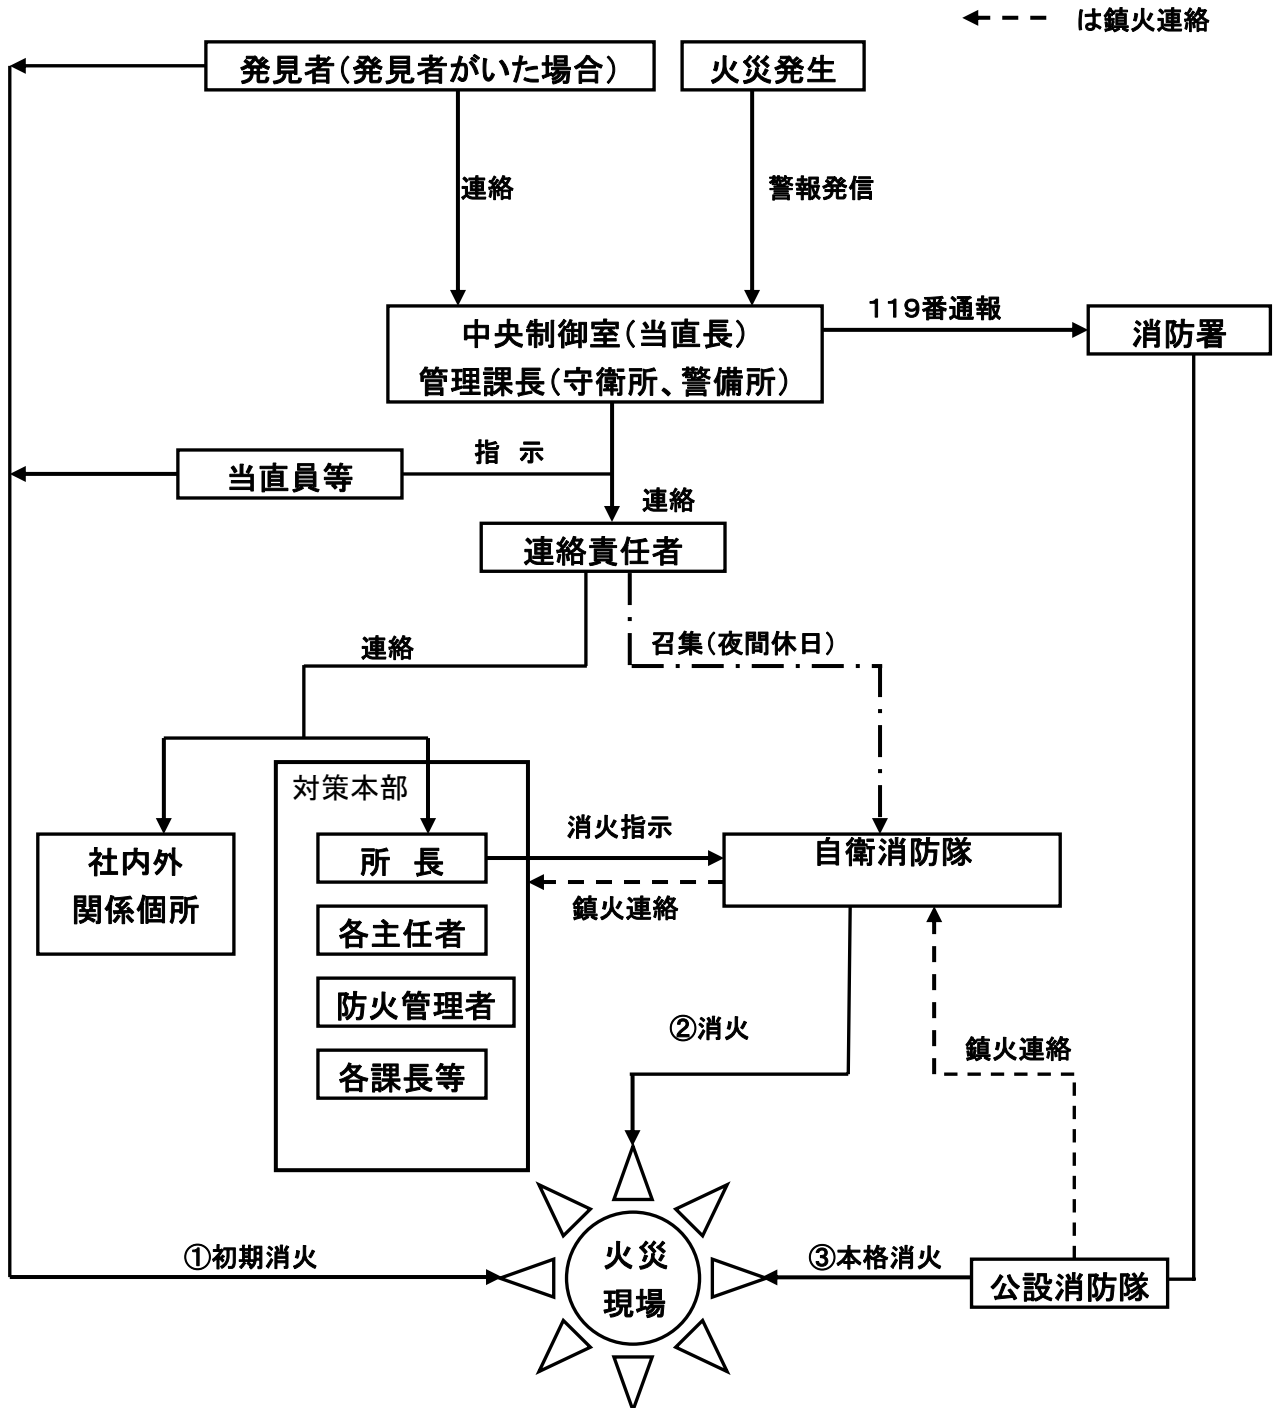 は鎮火連絡
発見者(発見者がいた場合)
火災発生
連絡
警報発信
119番通報
中央制御室(当直長)
管理課長(守衛所、警備所)
消防署
指　示
当直員等
連絡
連絡責任者
連絡
召集(夜間休日)
対策本部
消火指示
社内外
関係個所
所　長
自衛消防隊
鎮火連絡
各主任者
防火管理者
②消火
鎮火連絡
各課長等
①初期消火
火災
現場
③本格消火
公設消防隊